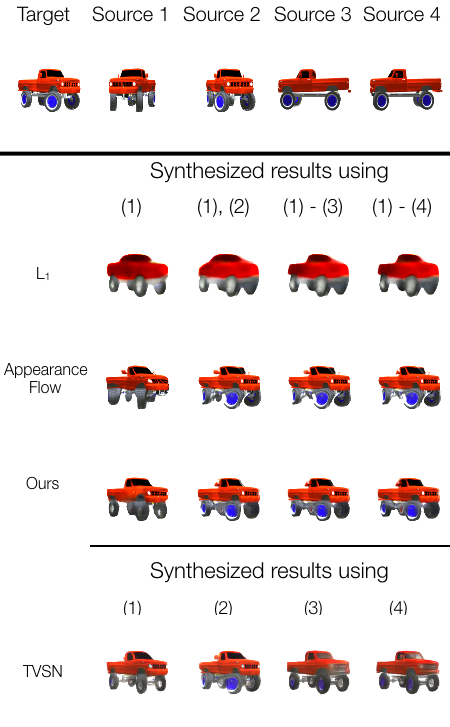 Target Source 1 Source 2 Source 3 Source 4
Synthesized results using
(1) (1), (2) (1) - (3) (1) - (4)
L₁
Appearance
Flow
Ours
Synthesized results using
(1) (2) (3) (4)
TVSN